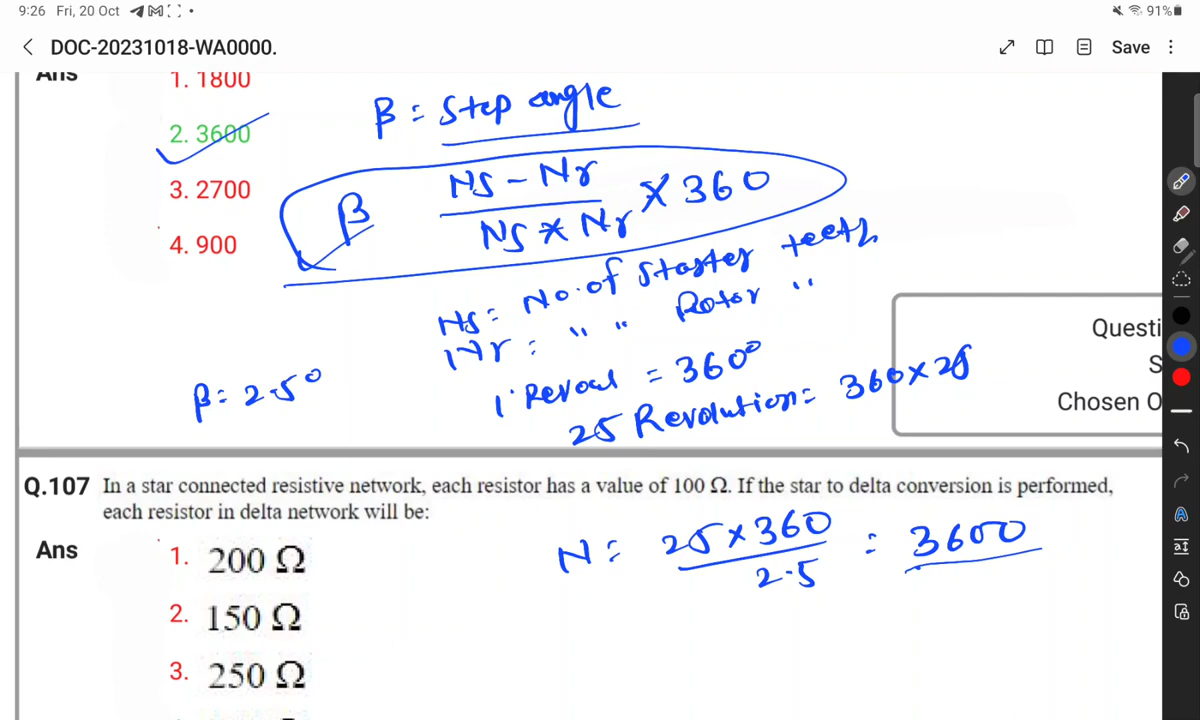 9:26 Fri, 20 Oct
91%
DOC-20231018-WA0000.
Save
Ans
1. 1800
2. 3600
3. 2700
4. 900
β = Step angle
β NS - Nr / NS * Nr X 360
NS = No. of Stater teeth
Nr = " " Rotor "
β = 2.5°
1 Revol = 360°
25 Revolution = 360 x 25
Questi
S
Chosen O
Q.107 In a star connected resistive network, each resistor has a value of 100 Ω. If the star to delta conversion is performed,
each resistor in delta network will be:
Ans
1. 200 Ω
2. 150 Ω
3. 250 Ω
N = 25 x 360 / 2.5 = 3600